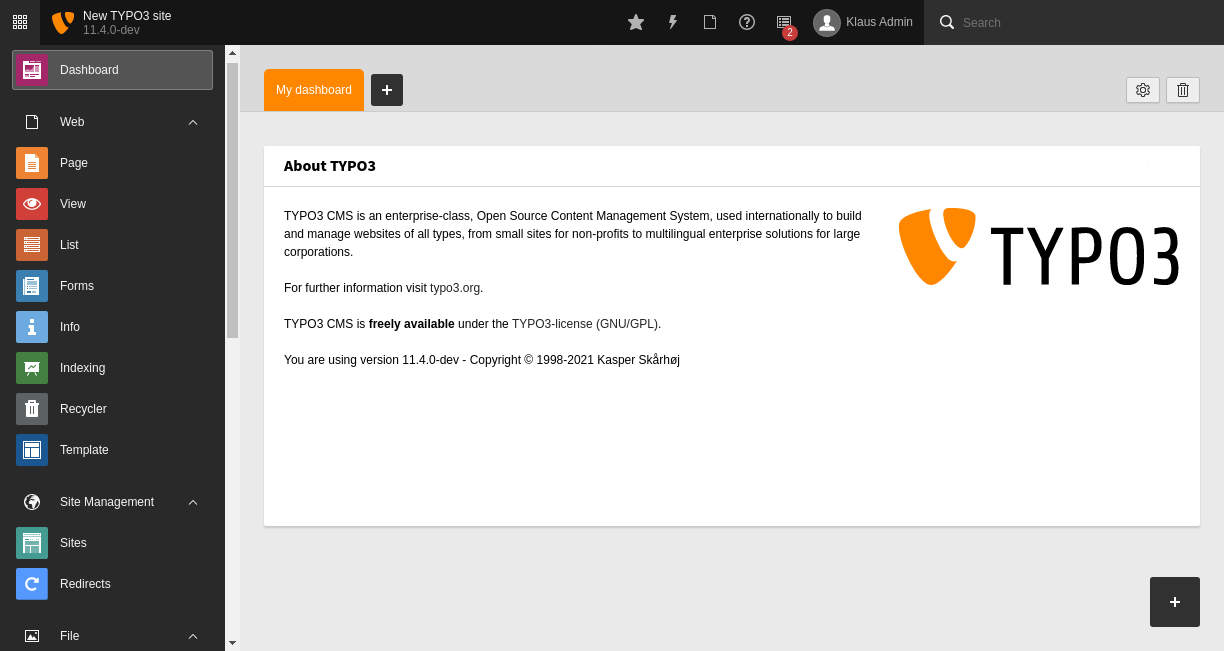 New TYPO3 site
11.4.0-dev
2
Klaus Admin
Search
Dashboard
Web
Page
View
List
Forms
Info
Indexing
Recycler
Template
Site Management
Sites
Redirects
File
My dashboard
About TYPO3
TYPO3 CMS is an enterprise-class, Open Source Content Management System, used internationally to build
and manage websites of all types, from small sites for non-profits to multilingual enterprise solutions for large
corporations.
For further information visit typo3.org.
TYPO3 CMS is freely available under the TYPO3-license (GNU/GPL).
You are using version 11.4.0-dev - Copyright © 1998-2021 Kasper Skårhøj
TYPO3